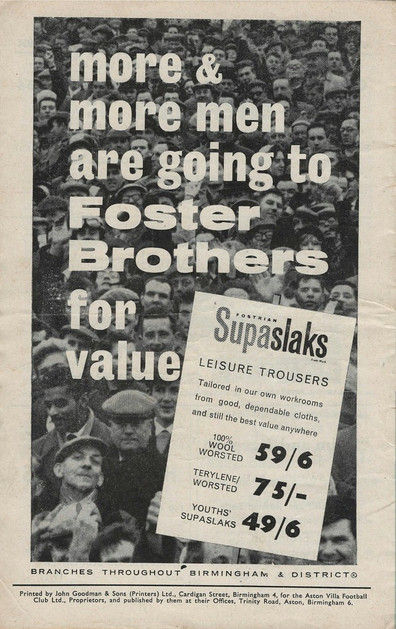 more &
more men
are going to
Foster
Brothers
for
value
FOSTRIAN
Supaslaks
LEISURE TROUSERS
Tailored in our own workrooms
from good, dependable cloths,
and still the best value anywhere
100%
WOOL
WORSTED 59/6
TERYLENE/
WORSTED 75/-
YOUTHS'
SUPASLAKS 49/6
BRANCHES THROUGHOUT BIRMINGHAM & DISTRICT
Printed by John Goodman & Sons (Printers) Ltd., Cardigan Street, Birmingham 4, for the Aston Villa Football
Club Ltd., Proprietors, and published by them at their Offices, Trinity Road, Aston, Birmingham 6.